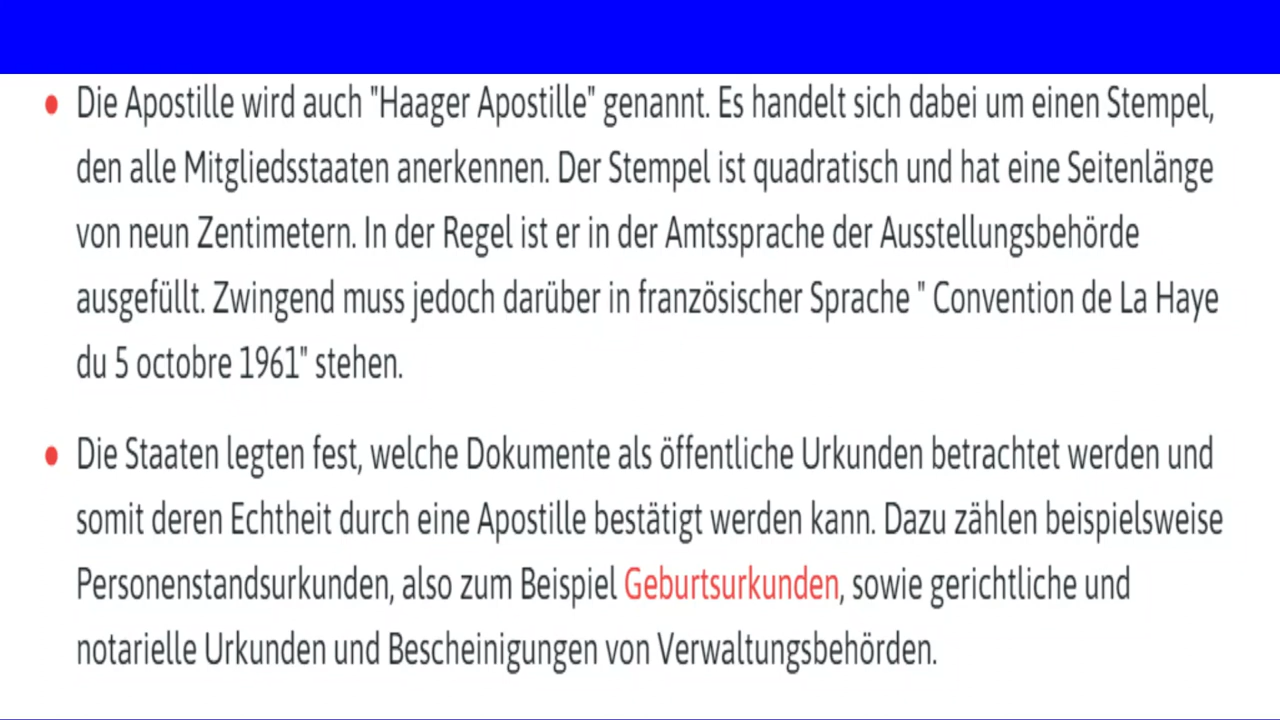 Die Apostille wird auch "Haager Apostille" genannt. Es handelt sich dabei um einen Stempel,
den alle Mitgliedsstaaten anerkennen. Der Stempel ist quadratisch und hat eine Seitenlänge
von neun Zentimetern. In der Regel ist er in der Amtssprache der Ausstellungsbehörde
ausgefüllt. Zwingend muss jedoch darüber in französischer Sprache " Convention de La Haye
du 5 octobre 1961" stehen.
Die Staaten legten fest, welche Dokumente als öffentliche Urkunden betrachtet werden und
somit deren Echtheit durch eine Apostille bestätigt werden kann. Dazu zählen beispielsweise
Personenstandsurkunden, also zum Beispiel Geburtsurkunden, sowie gerichtliche und
notarielle Urkunden und Bescheinigungen von Verwaltungsbehörden.